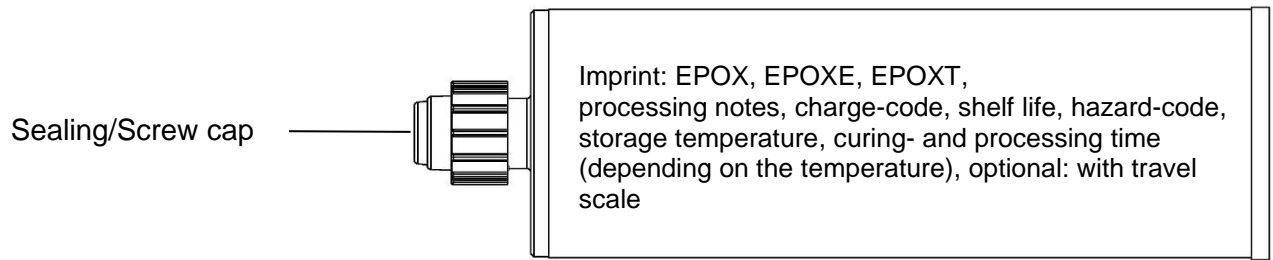 Sealing/Screw cap
Imprint: EPOX, EPOXE, EPOXT,
processing notes, charge-code, shelf life, hazard-code,
storage temperature, curing- and processing time
(depending on the temperature), optional: with travel
scale